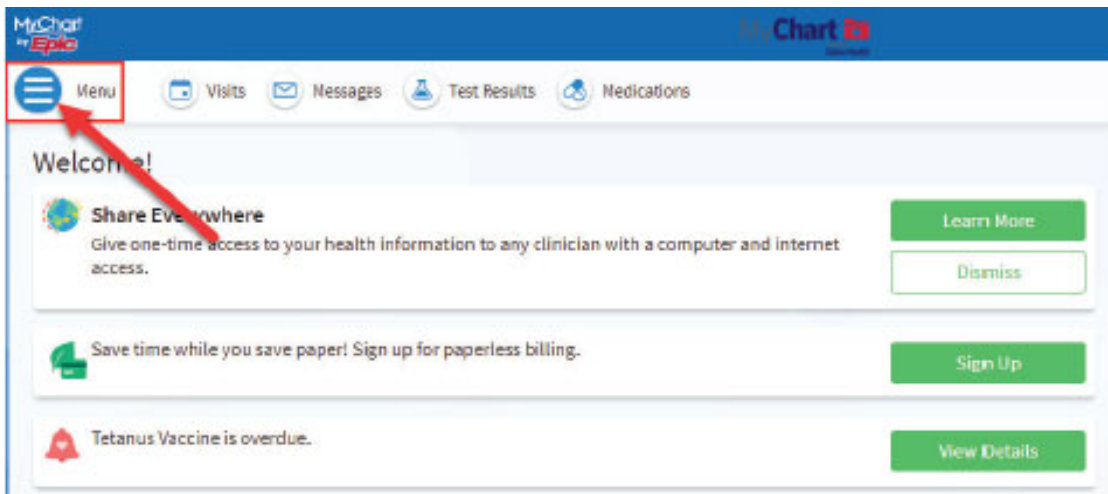 MyChart
by Epic
MyChart
Menu
Visits
Messages
Test Results
Medications
Welcome!
Share Everywhere
Give one-time access to your health information to any clinician with a computer and internet
access.
Learn More
Dismiss
Save time while you save paper! Sign up for paperless billing.
Sign Up
Tetanus Vaccine is overdue.
View Details